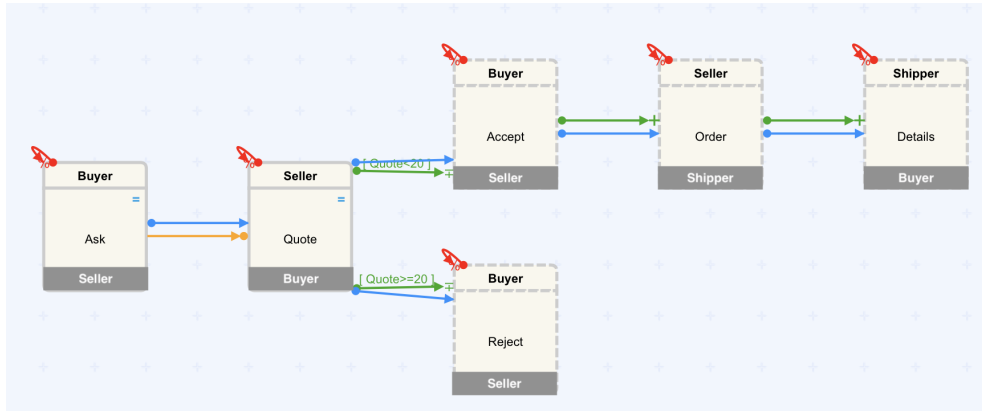 Buyer
Accept
Seller
Seller
Order
Shipper
Shipper
Details
Buyer
Buyer
=
Ask
Seller
Seller
=
Quote
Buyer
[ Quote<20 ]
[ Quote>=20 ]
Buyer
Reject
Seller
%
%
%
%
%
%
+
+
+
+